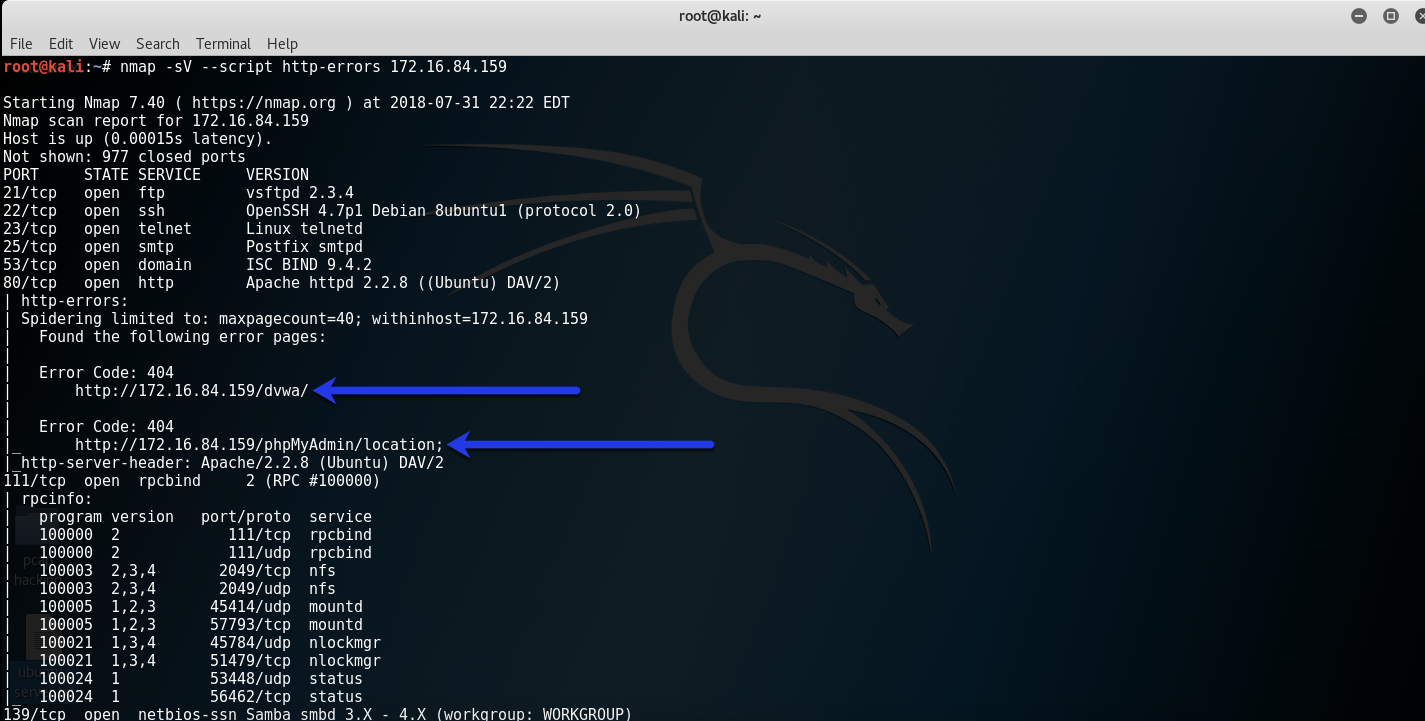 root@kali: ~
File Edit View Search Terminal Help
root@kali:~# nmap -sV --script http-errors 172.16.84.159
Starting Nmap 7.40 ( https://nmap.org ) at 2018-07-31 22:22 EDT
Nmap scan report for 172.16.84.159
Host is up (0.00015s latency).
Not shown: 977 closed ports
PORT     STATE SERVICE     VERSION
21/tcp   open  ftp         vsftpd 2.3.4
22/tcp   open  ssh         OpenSSH 4.7p1 Debian 8ubuntu1 (protocol 2.0)
23/tcp   open  telnet      Linux telnetd
25/tcp   open  smtp        Postfix smtpd
53/tcp   open  domain      ISC BIND 9.4.2
80/tcp   open  http        Apache httpd 2.2.8 ((Ubuntu) DAV/2)
| http-errors:
| Spidering limited to: maxpagecount=40; withinhost=172.16.84.159
|   Found the following error pages:
|
|   Error Code: 404
|       http://172.16.84.159/dvwa/
|
|   Error Code: 404
|_      http://172.16.84.159/phpMyAdmin/location;
|_http-server-header: Apache/2.2.8 (Ubuntu) DAV/2
111/tcp  open  rpcbind     2 (RPC #100000)
| rpcinfo:
|   program version   port/proto  service
|   100000  2            111/tcp  rpcbind
|   100000  2            111/udp  rpcbind
|   100003  2,3,4       2049/tcp  nfs
|   100003  2,3,4       2049/udp  nfs
|   100005  1,2,3      45414/udp  mountd
|   100005  1,2,3      57793/tcp  mountd
|   100021  1,3,4      45784/udp  nlockmgr
|   100021  1,3,4      51479/tcp  nlockmgr
|   100024  1          53448/udp  status
|_  100024  1          56462/tcp  status
139/tcp  open  netbios-ssn Samba smbd 3.X - 4.X (workgroup: WORKGROUP)